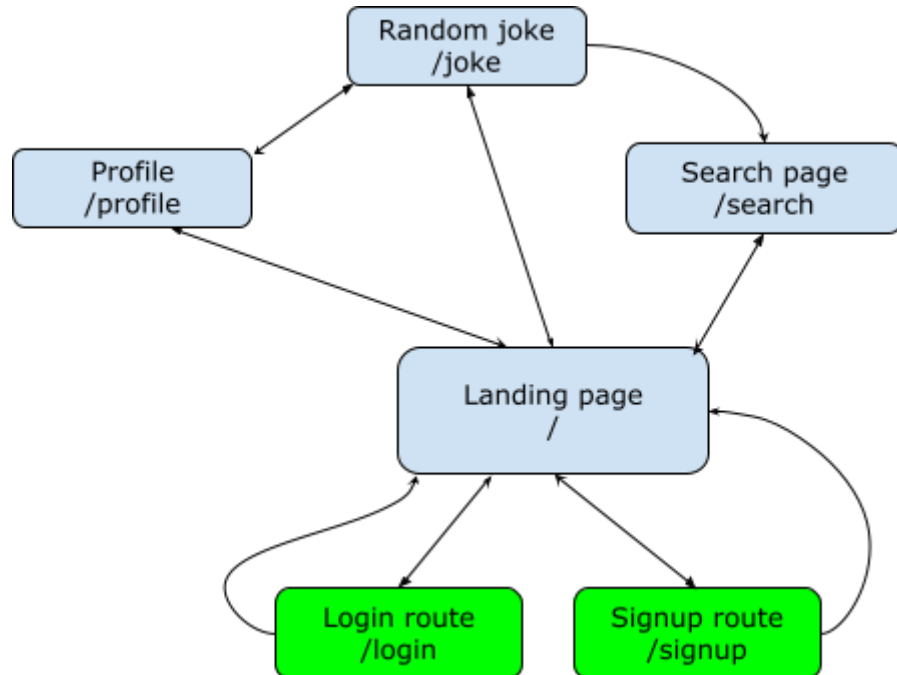 Random joke
/joke
Profile
/profile
Search page
/search
Landing page
/
Login route
/login
Signup route
/signup